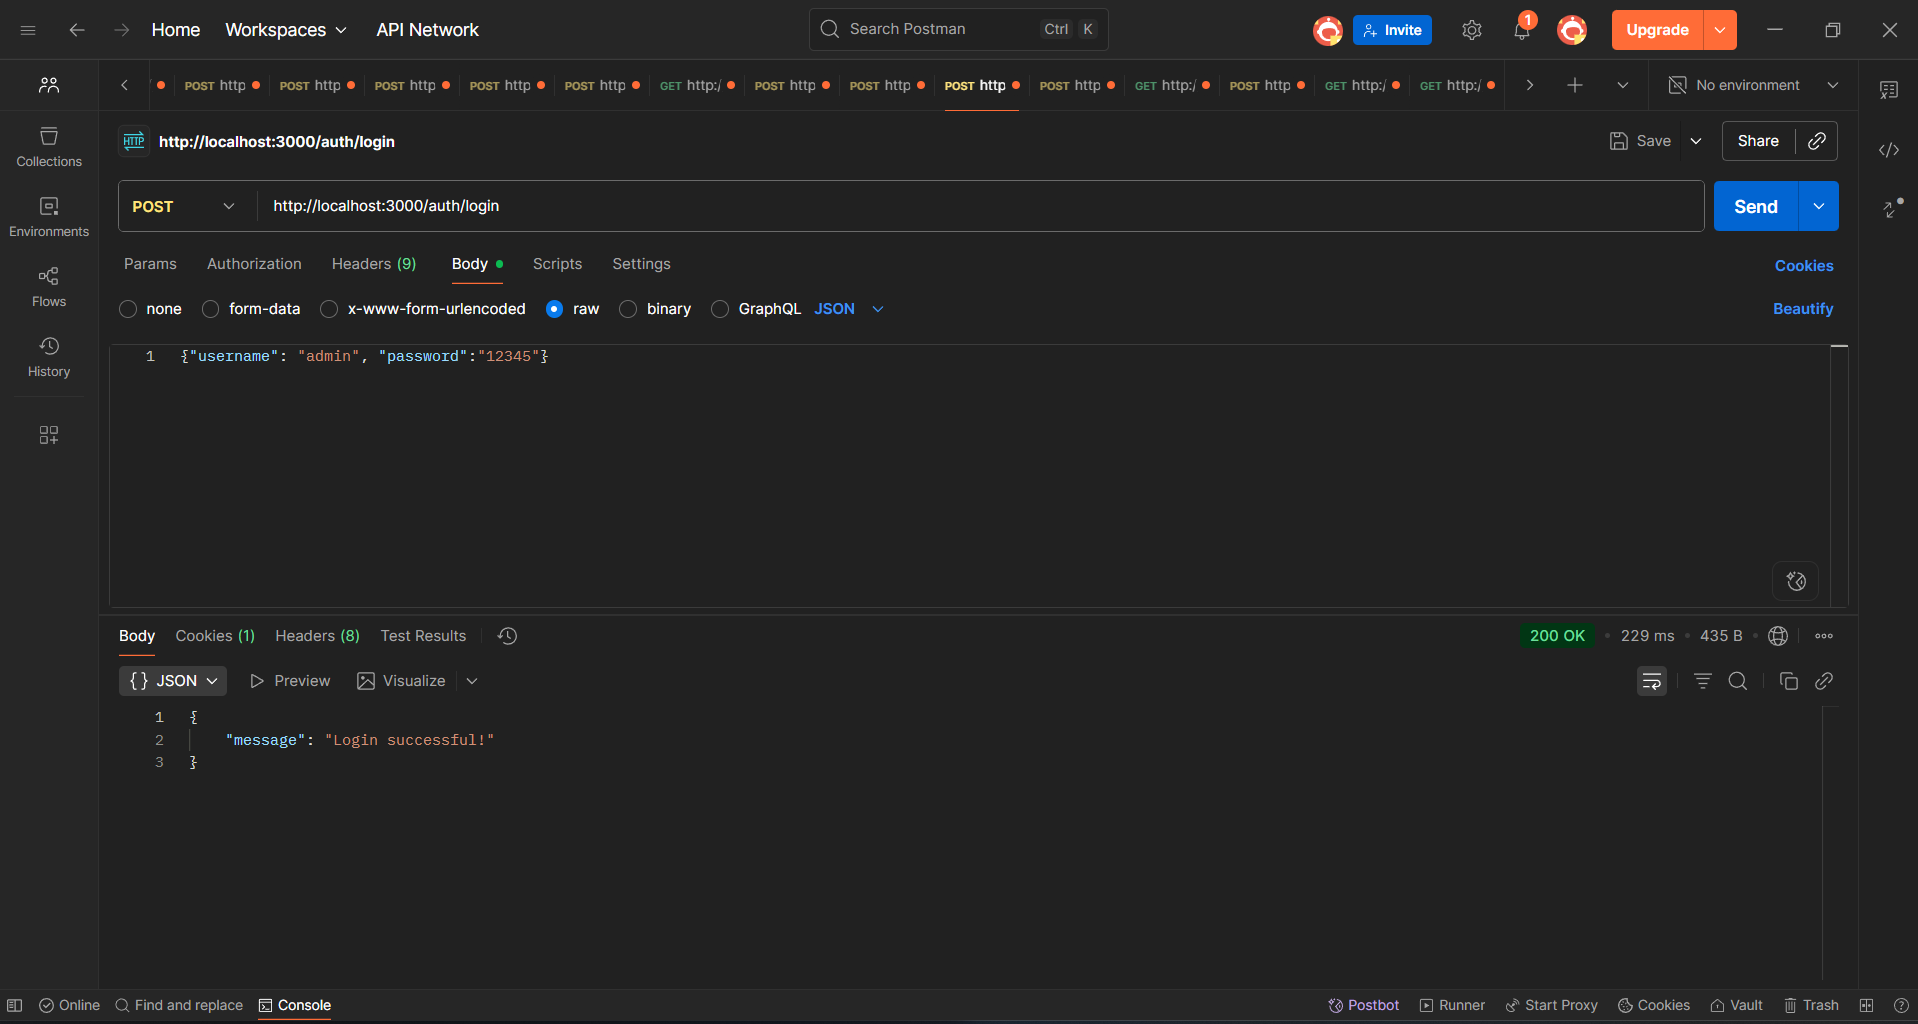 Home Workspaces API Network Search Postman Ctrl K Invite 1 Upgrade
POST http POST http POST http POST http POST http GET http:/ POST http POST http POST http POST http GET http:/ POST http GET http:/ GET http:/ No environment
HTTP http://localhost:3000/auth/login Save Share
Collections
Environments
Flows
History
POST http://localhost:3000/auth/login Send
Params Authorization Headers (9) Body Scripts Settings Cookies
none form-data x-www-form-urlencoded raw binary GraphQL JSON Beautify
1 {"username": "admin", "password":"12345"}
Body Cookies (1) Headers (8) Test Results 200 OK • 229 ms • 435 B •
{} JSON Preview Visualize
1 {
2 "message": "Login successful!"
3 }
Online Find and replace Console Postbot Runner Start Proxy Cookies Vault Trash